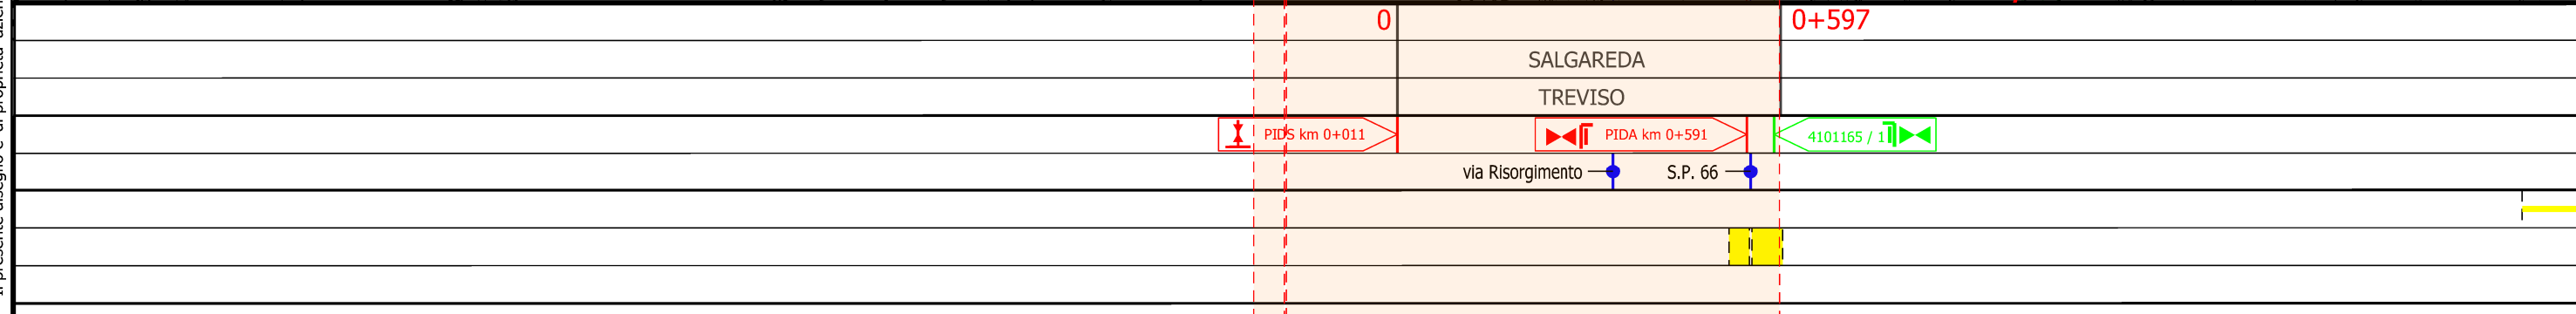 0 0+597
SALGAREDA
TREVISO
PIDS km 0+011 PIDA km 0+591 4101165 / 1
via Risorgimento S.P. 66